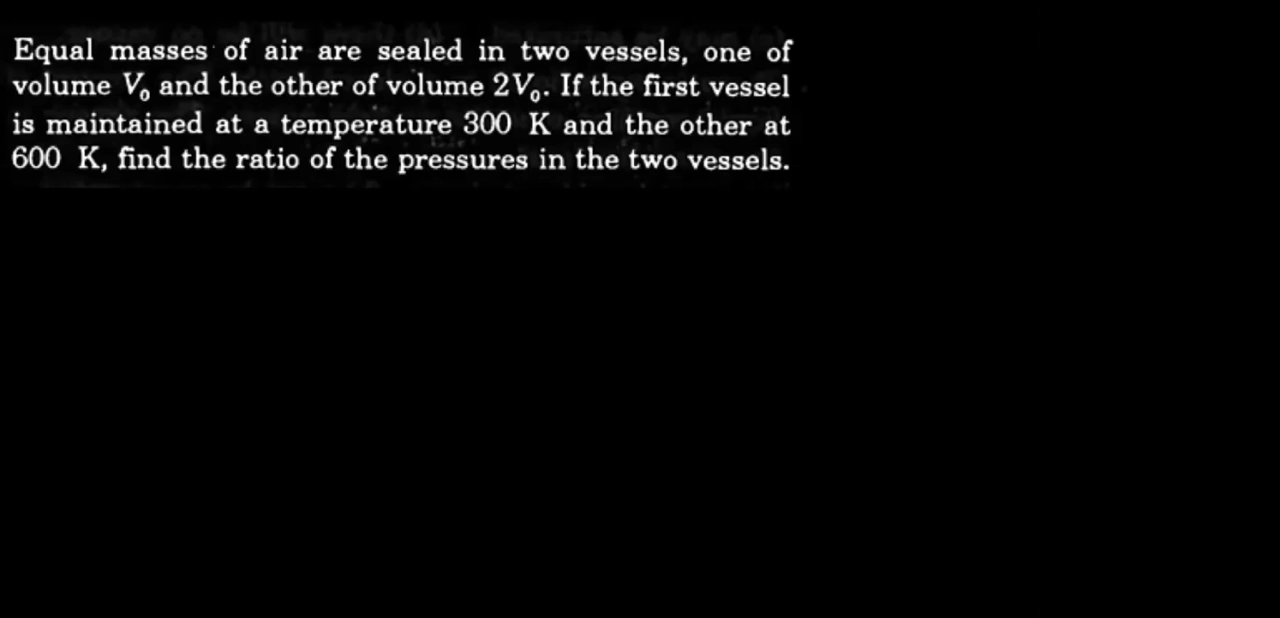 Equal masses of air are sealed in two vessels, one of
volume V₀ and the other of volume 2V₀. If the first vessel
is maintained at a temperature 300 K and the other at
600 K, find the ratio of the pressures in the two vessels.